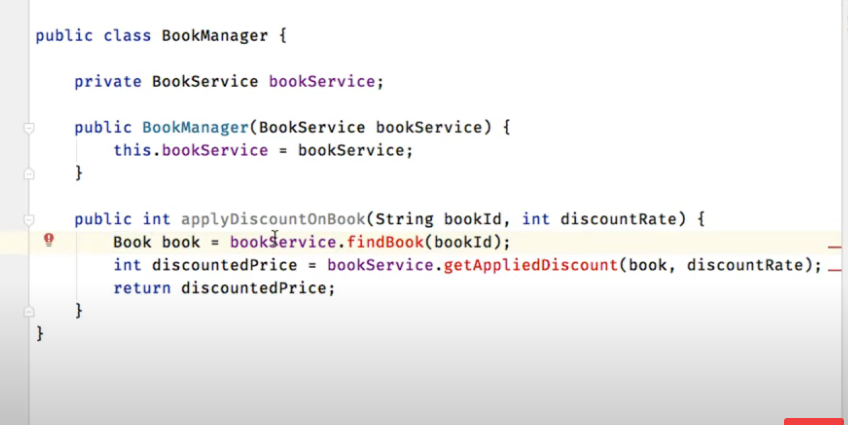 public class BookManager {
private BookService bookService;
public BookManager(BookService bookService) {
this.bookService = bookService;
}
public int applyDiscountOnBook(String bookId, int discountRate) {
Book book = bookService.findBook(bookId);
int discountedPrice = bookService.getAppliedDiscount(book, discountRate);
return discountedPrice;
}
}